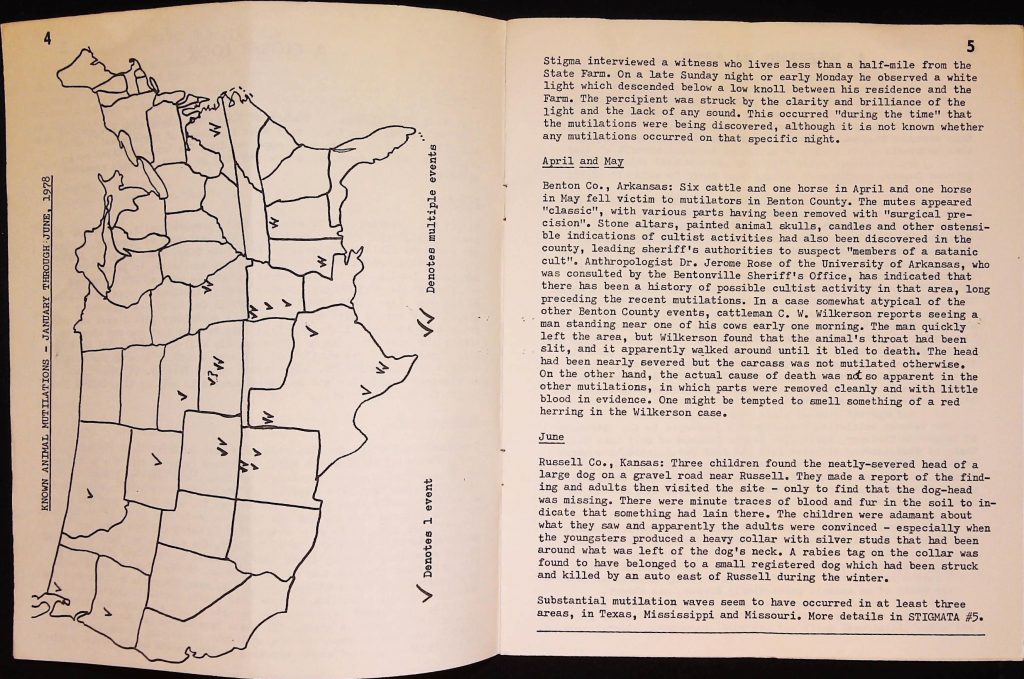 4
KNOWN ANIMAL MUTILATIONS - JANUARY THROUGH JUNE, 1978
Denotes multiple events
Denotes 1 event
5
Stigma interviewed a witness who lives less than a half-mile from the
State Farm. On a late Sunday night or early Monday he observed a white
light which descended below a low knoll between his residence and the
Farm. The percipient was struck by the clarity and brilliance of the
light and the lack of any sound. This occurred "during the time" that
the mutilations were being discovered, although it is not known whether
any mutilations occurred on that specific night.
April and May
Benton Co., Arkansas: Six cattle and one horse in April and one horse
in May fell victim to mutilators in Benton County. The mutes appeared
"classic", with various parts having been removed with "surgical pre-
cision". Stone altars, painted animal skulls, candles and other ostensi-
ble indications of cultist activities had also been discovered in the
county, leading sheriff's authorities to suspect "members of a satanic
cult". Anthropologist Dr. Jerome Rose of the University of Arkansas, who
was consulted by the Bentonville Sheriff's Office, has indicated that
there has been a history of possible cultist activity in that area, long
preceding the recent mutilations. In a case somewhat atypical of the
other Benton County events, cattleman C. W. Wilkerson reports seeing a
man standing near one of his cows early one morning. The man quickly
left the area, but Wilkerson found that the animal's throat had been
slit, and it apparently walked around until it bled to death. The head
had been nearly severed but the carcass was not mutilated otherwise.
On the other hand, the actual cause of death was not so apparent in the
other mutilations, in which parts were removed cleanly and with little
blood in evidence. One might be tempted to smell something of a red
herring in the Wilkerson case.
June
Russell Co., Kansas: Three children found the neatly-severed head of a
large dog on a gravel road near Russell. They made a report of the find-
ing and adults then visited the site - only to find that the dog-head
was missing. There were minute traces of blood and fur in the soil to in-
dicate that something had lain there. The children were adamant about
what they saw and apparently the adults were convinced - especially when
the youngsters produced a heavy collar with silver studs that had been
around what was left of the dog's neck. A rabies tag on the collar was
found to have belonged to a small registered dog which had been struck
and killed by an auto east of Russell during the winter.
Substantial mutilation waves seem to have occurred in at least three
areas, in Texas, Mississippi and Missouri. More details in STIGMATA #5.